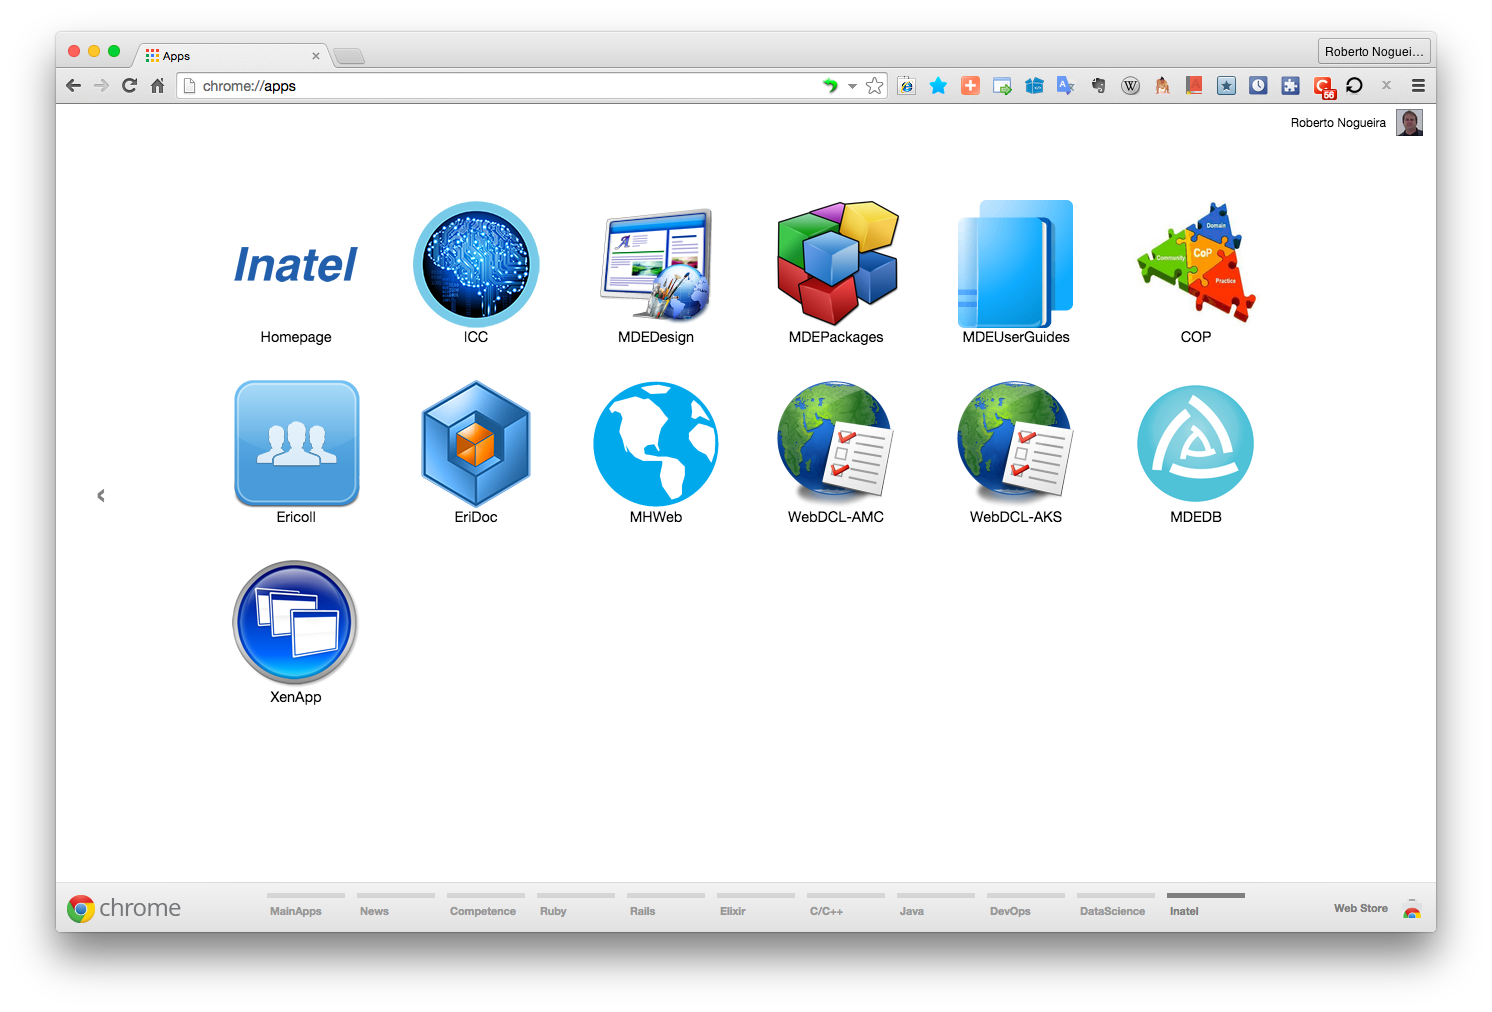 Apps
Roberto Noguei...
chrome://apps
56
Roberto Nogueira
Inatel
Homepage
ICC
MDEDesign
MDEPackages
MDEUserGuides
Domain
Community
CoP
Practice
COP
Ericoll
EriDoc
MHWeb
WebDCL-AMC
WebDCL-AKS
MDEDB
XenApp
chrome
MainApps
News
Competence
Ruby
Rails
Elixir
C/C++
Java
DevOps
DataScience
Inatel
Web Store